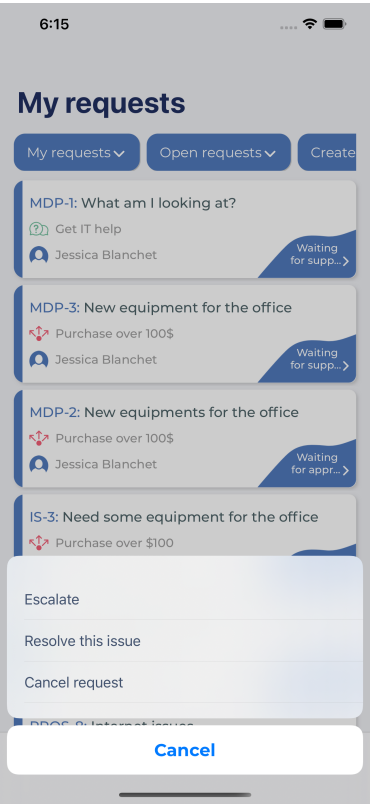 6:15
My requests
My requests
Open requests
Create
MDP-1: What am I looking at?
Get IT help
Jessica Blanchet
Waiting
for supp...
MDP-3: New equipment for the office
Purchase over 100$
Jessica Blanchet
Waiting
for supp...
MDP-2: New equipments for the office
Purchase over 100$
Jessica Blanchet
Waiting
for appr...
IS-3: Need some equipment for the office
Purchase over $100
Escalate
Resolve this issue
Cancel request
Internet issues
Cancel